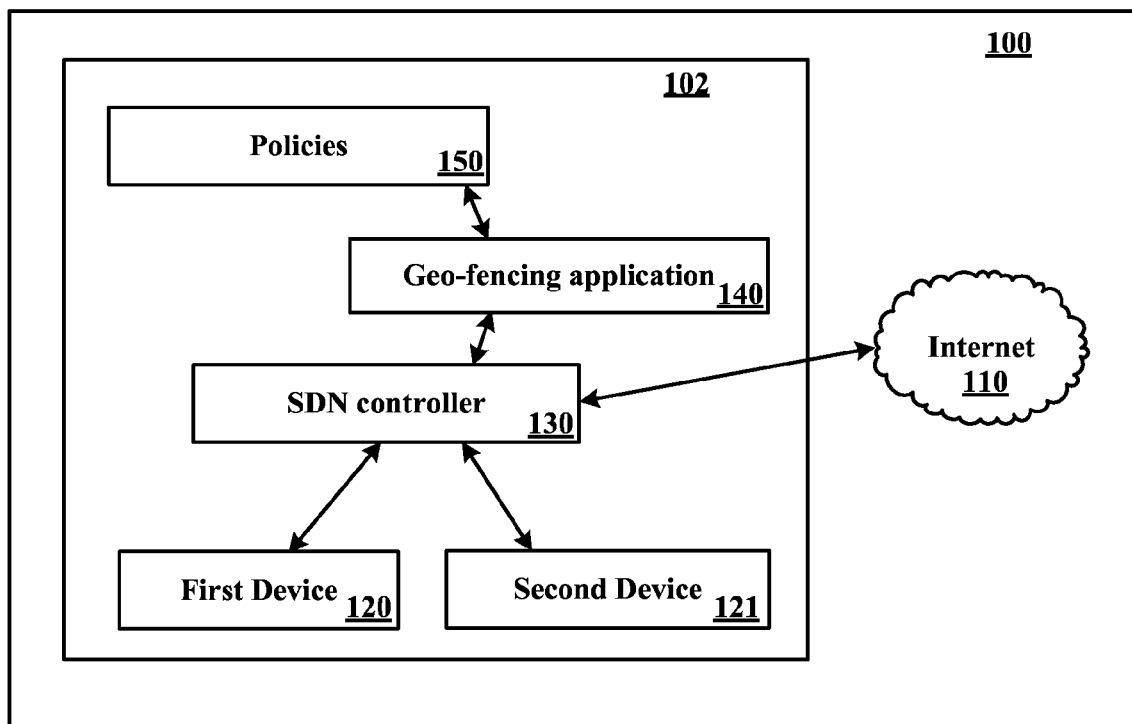 100
102
Policies
150
Geo-fencing application
140
Internet
110
SDN controller
130
First Device
120
Second Device
121